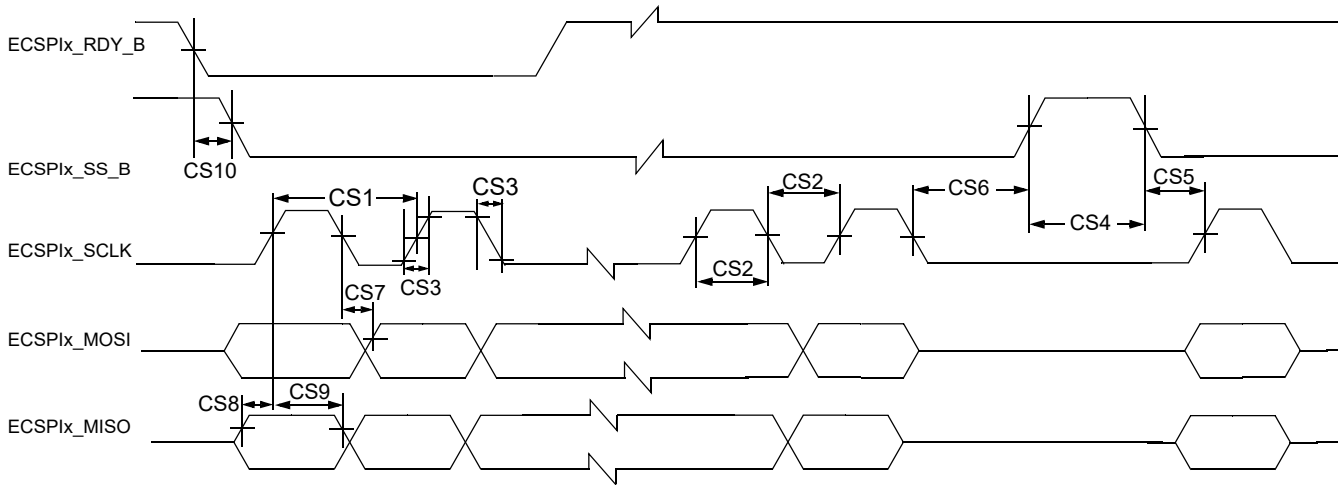 ECSPIx_RDY_B
ECSPIx_SS_B
CS10
CS1
CS3
CS2
CS6
CS5
CS4
ECSPIx_SCLK
CS3
CS2
CS7
ECSPIx_MOSI
CS8
CS9
ECSPIx_MISO